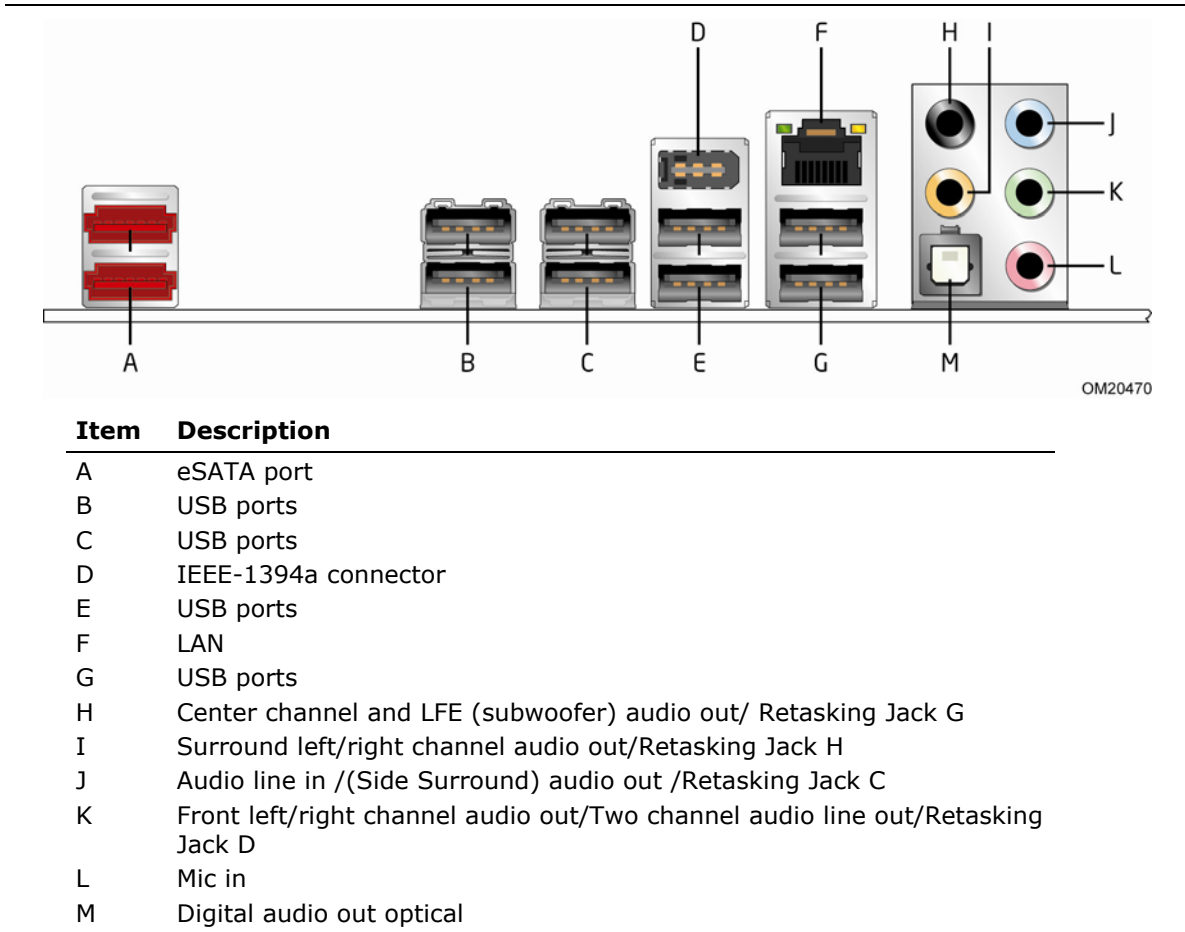 D F H I
J
K
L
A B C E G M
OM20470
Item Description
A eSATA port
B USB ports
C USB ports
D IEEE-1394a connector
E USB ports
F LAN
G USB ports
H Center channel and LFE (subwoofer) audio out/ Retasking Jack G
I Surround left/right channel audio out/Retasking Jack H
J Audio line in /(Side Surround) audio out /Retasking Jack C
K Front left/right channel audio out/Two channel audio line out/Retasking
Jack D
L Mic in
M Digital audio out optical